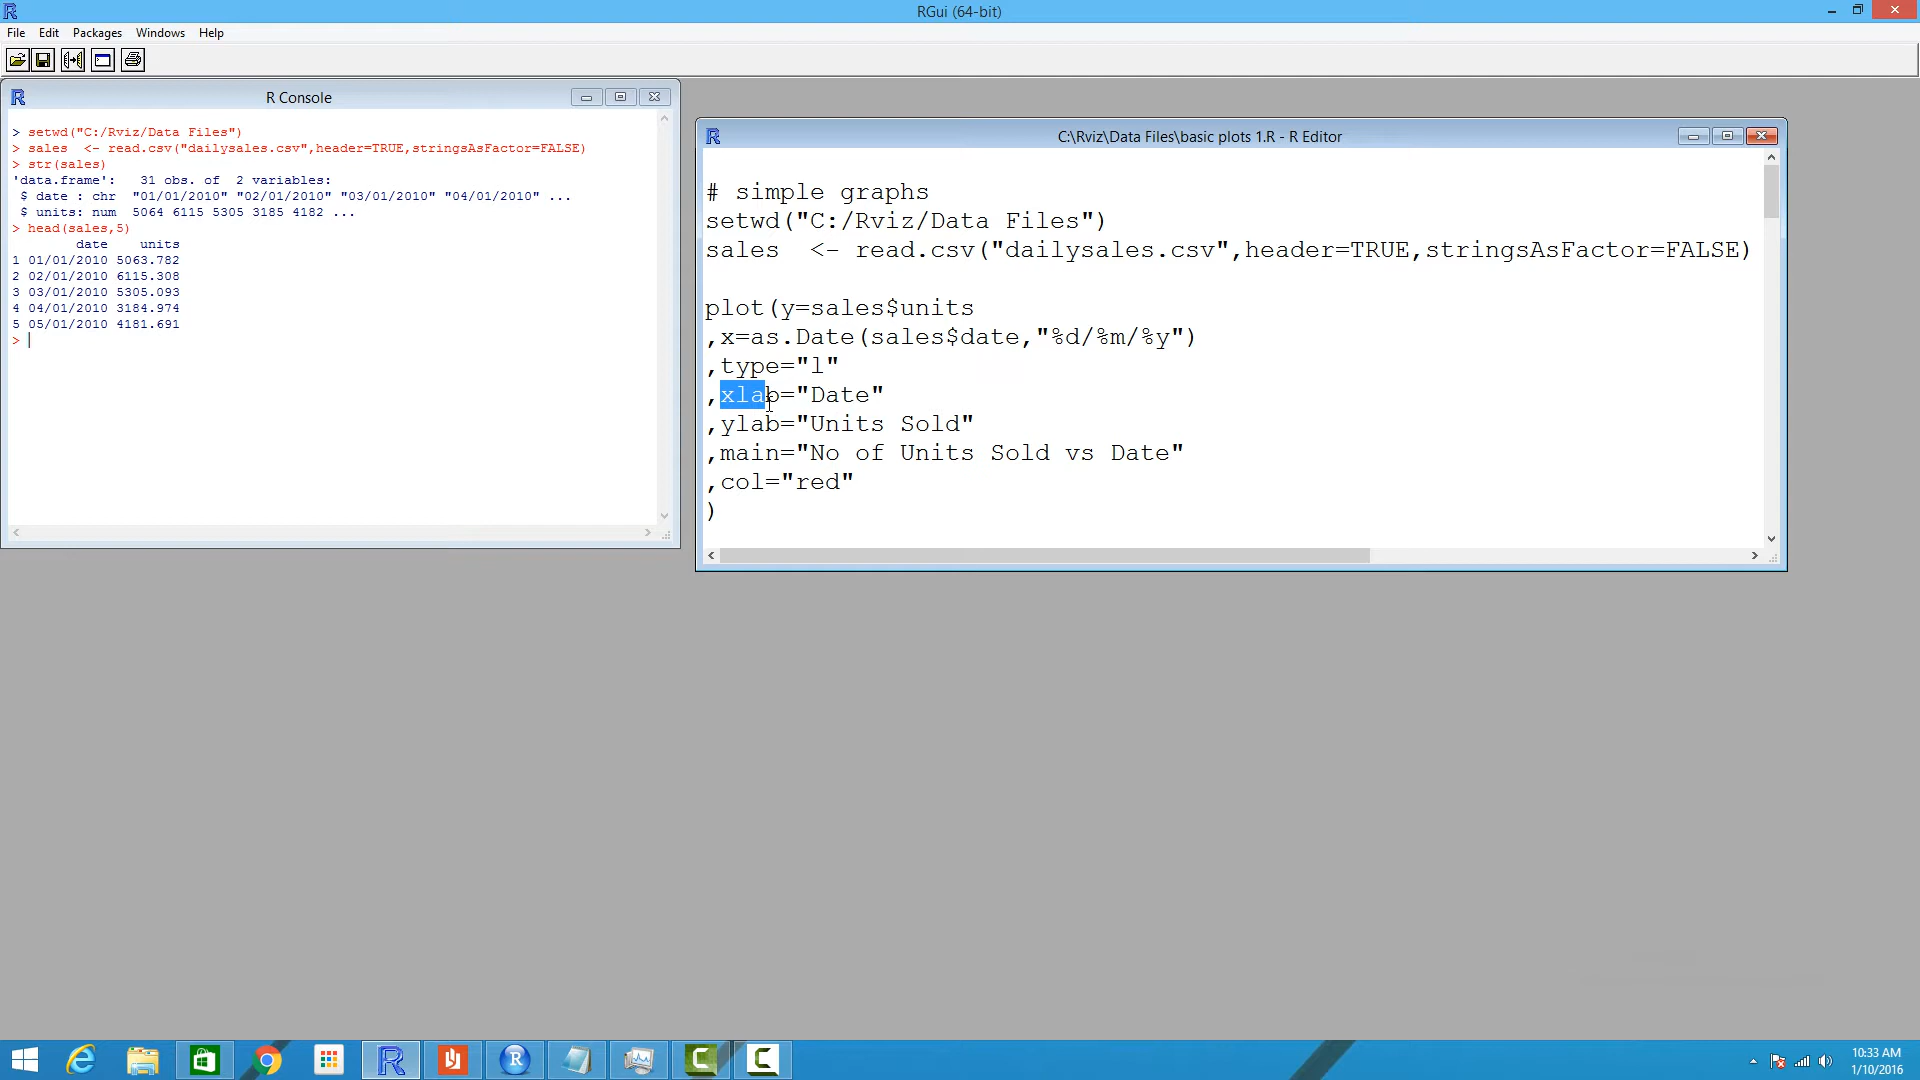 RGui (64-bit)
File Edit Packages Windows Help
R Console
> setwd("C:/Rviz/Data Files")
> sales  <- read.csv("dailysales.csv",header=TRUE,stringsAsFactor=FALSE)
> str(sales)
'data.frame':   31 obs. of  2 variables:
 $ date : chr  "01/01/2010" "02/01/2010" "03/01/2010" "04/01/2010" ...
 $ units: num  5064 6115 5305 3185 4182 ...
> head(sales,5)
        date    units
1 01/01/2010 5063.782
2 02/01/2010 6115.308
3 03/01/2010 5305.093
4 04/01/2010 3184.974
5 05/01/2010 4181.691
>
C:\Rviz\Data Files\basic plots 1.R - R Editor
# simple graphs
setwd("C:/Rviz/Data Files")
sales  <- read.csv("dailysales.csv",header=TRUE,stringsAsFactor=FALSE)
plot(y=sales$units
,x=as.Date(sales$date,"%d/%m/%y")
,type="l"
,xlab="Date"
,ylab="Units Sold"
,main="No of Units Sold vs Date"
,col="red"
)
10:33 AM
1/10/2016